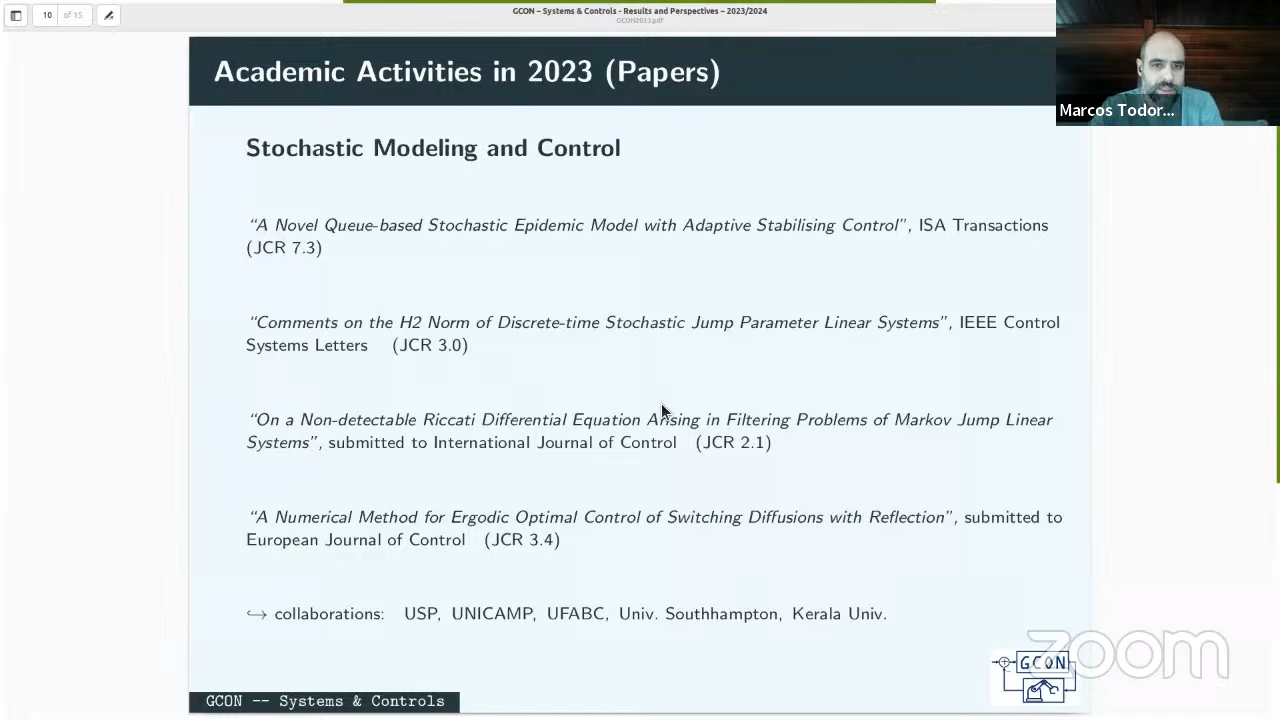 10 of 15
GCON – Systems & Controls - Results and Perspectives – 2023/2024
GCON2023.pdf
Marcos Todor...
Academic Activities in 2023 (Papers)
Stochastic Modeling and Control
“A Novel Queue-based Stochastic Epidemic Model with Adaptive Stabilising Control”, ISA Transactions
(JCR 7.3)
“Comments on the H2 Norm of Discrete-time Stochastic Jump Parameter Linear Systems”, IEEE Control
Systems Letters (JCR 3.0)
“On a Non-detectable Riccati Differential Equation Arising in Filtering Problems of Markov Jump Linear
Systems”, submitted to International Journal of Control (JCR 2.1)
“A Numerical Method for Ergodic Optimal Control of Switching Diffusions with Reflection”, submitted to
European Journal of Control (JCR 3.4)
↪ collaborations: USP, UNICAMP, UFABC, Univ. Southhampton, Kerala Univ.
zoom
GCON
GCON -- Systems & Controls